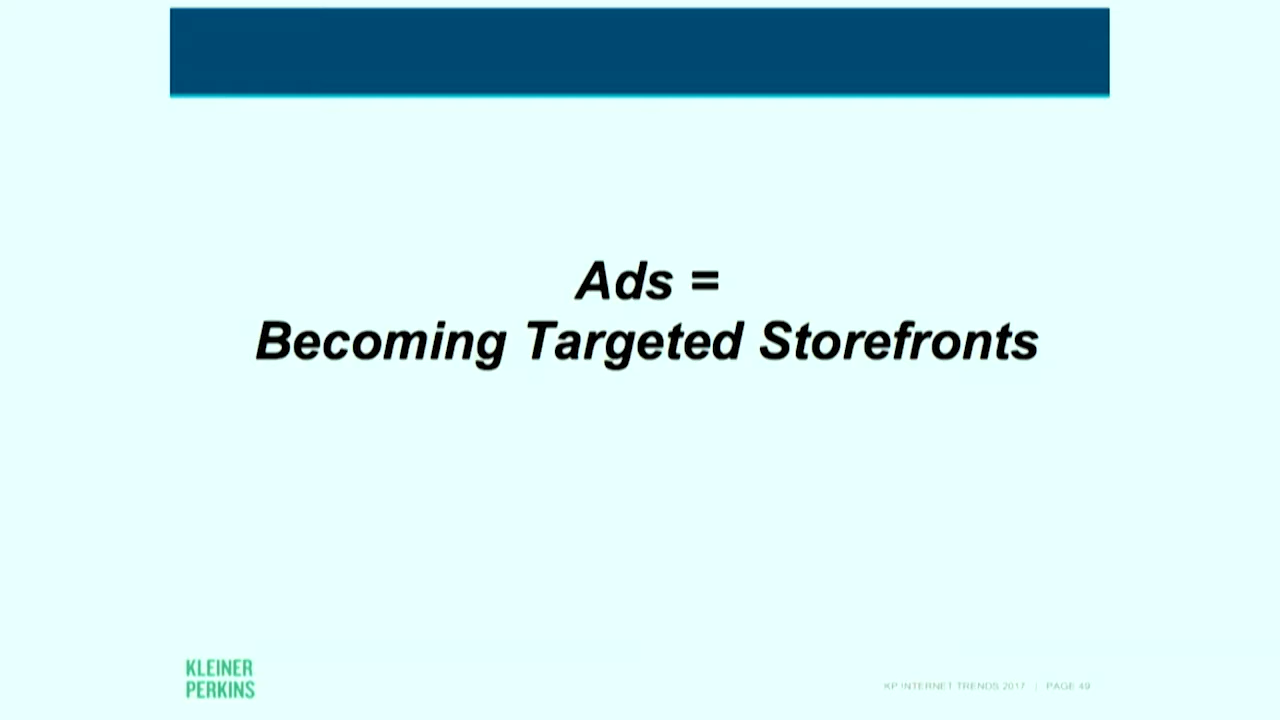 Ads =
Becoming Targeted Storefronts
KLEINER
PERKINS
KP INTERNET TRENDS 2017 | PAGE 49